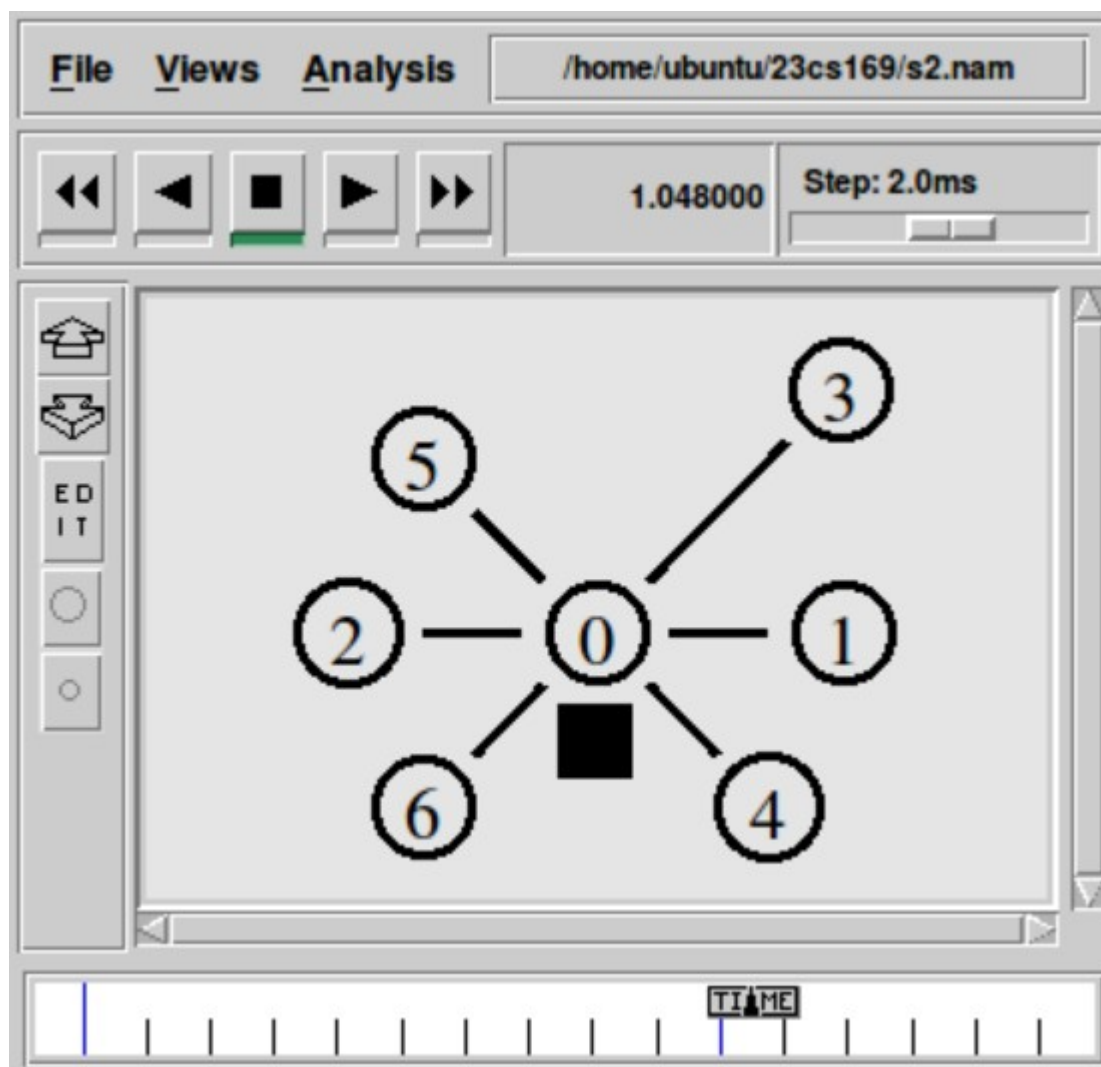 File Views Analysis /home/ubuntu/23cs169/s2.nam
1.048000 Step: 2.0ms
3
5
ED
IT
2 0 1
6 4
TIME